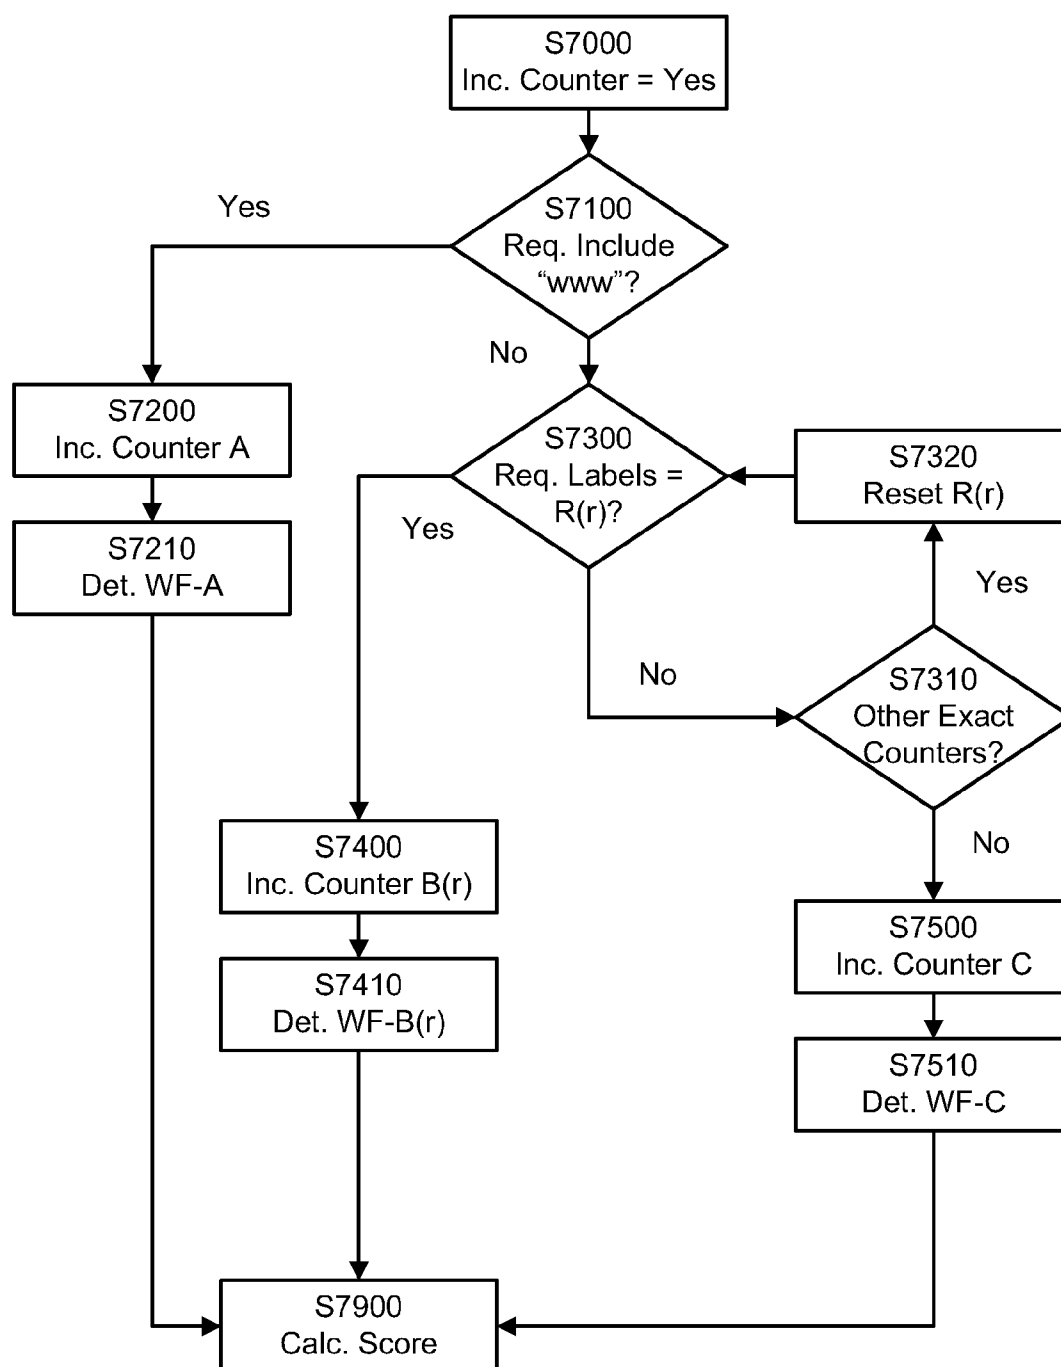 S7000
Inc. Counter = Yes
Yes
S7100
Req. Include
“www”?
No
S7200
Inc. Counter A
S7300
Req. Labels =
R(r)?
S7320
Reset R(r)
Yes
S7210
Det. WF-A
Yes
No
S7310
Other Exact
Counters?
No
S7400
Inc. Counter B(r)
S7500
Inc. Counter C
S7410
Det. WF-B(r)
S7510
Det. WF-C
S7900
Calc. Score